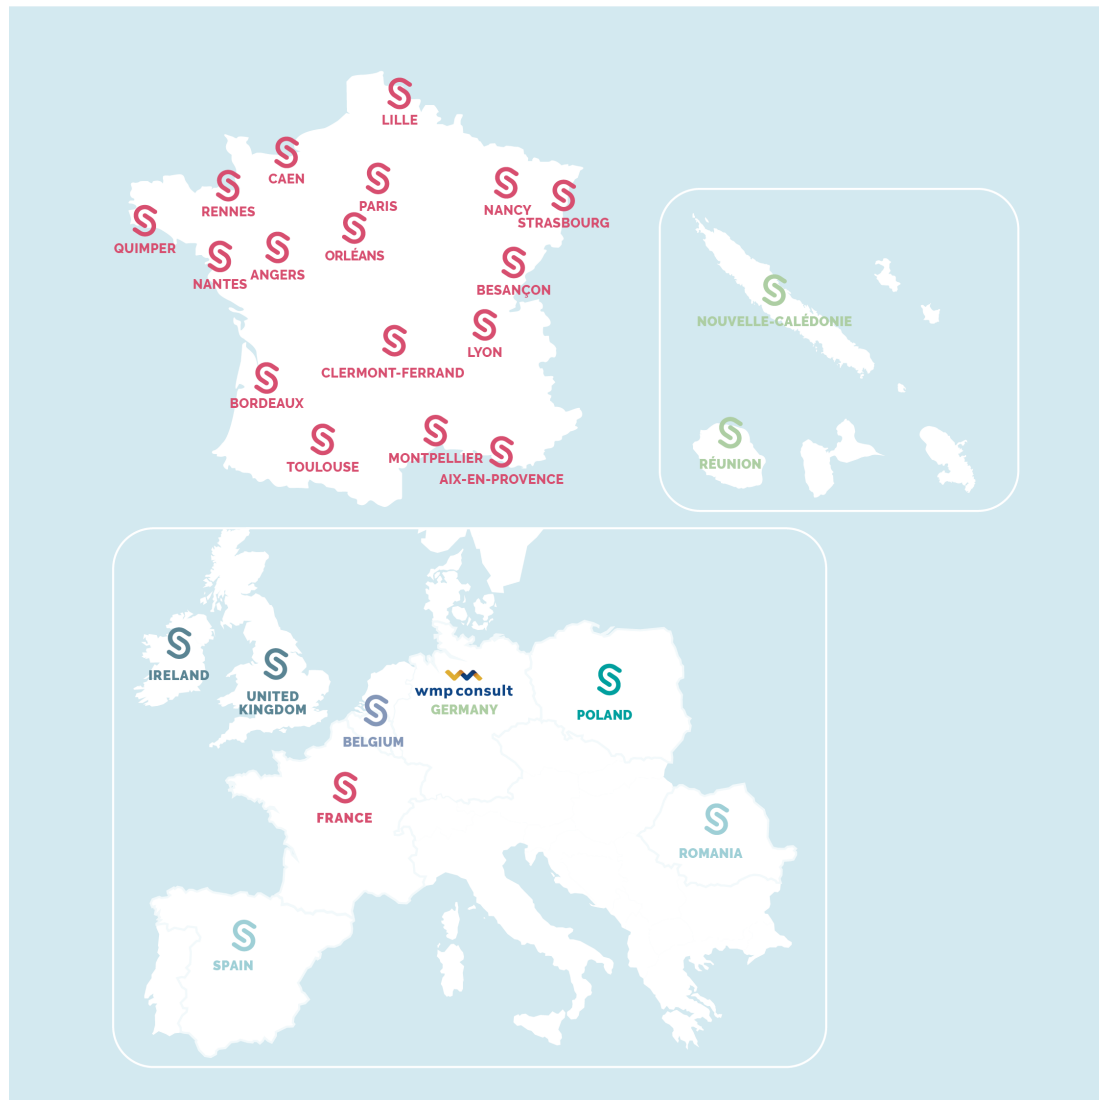 LILLE
CAEN
PARIS
RENNES
NANCY
STRASBOURG
QUIMPER
ORLÉANS
ANGERS
NANTES
BESANÇON
LYON
CLERMONT-FERRAND
BORDEAUX
MONTPELLIER
TOULOUSE
AIX-EN-PROVENCE
NOUVELLE-CALÉDONIE
RÉUNION
IRELAND
UNITED
KINGDOM
wmp consult
GERMANY
POLAND
BELGIUM
FRANCE
ROMANIA
SPAIN